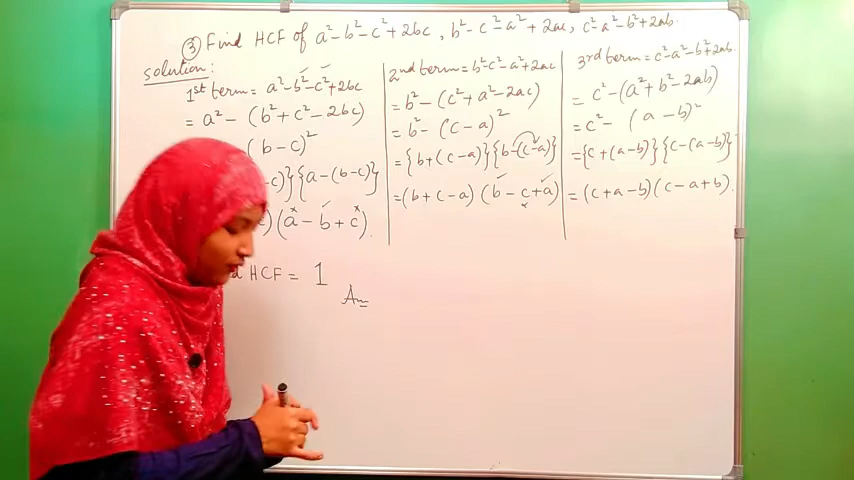 ③ Find HCF of a²-b²-c²+2bc, b²-c²-a²+2ac, c²-a²-b²+2ab.
solution:
1st term = a²-b²-c²+2bc
= a² - (b²+c²-2bc)
(b-c)²
-c)}{a-(b-c)}
)(a-b+c).
HCF = 1
Ans
2nd term = b²-c²-a²+2ac
= b² - (c²+a²-2ac)
= b² - (c-a)²
= {b+(c-a)}{b-(c-a)}
= (b+c-a)(b-c+a)
3rd term = c²-a²-b²+2ab.
= c² - (a²+b²-2ab)
= c² - (a-b)²
= {c+(a-b)}{c-(a-b)}
= (c+a-b)(c-a+b).